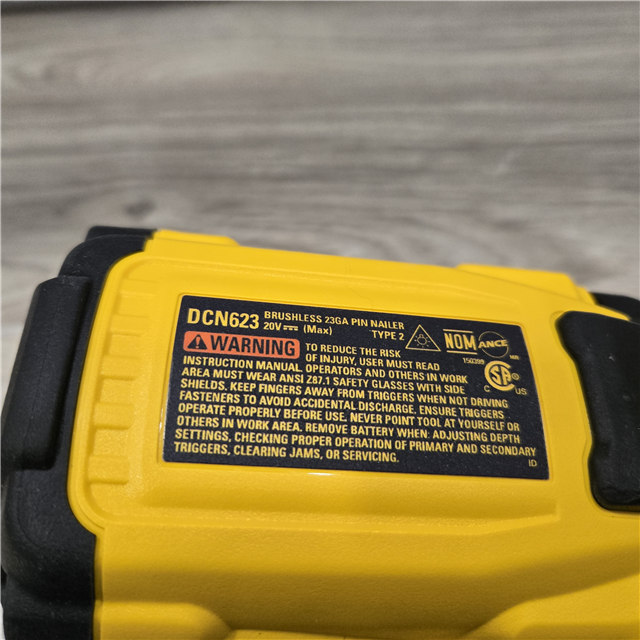 DCN623 BRUSHLESS 23GA PIN NAILER
20V (Max) TYPE 2
NOM ANCE
150399
WARNING TO REDUCE THE RISK
OF INJURY, USER MUST READ
INSTRUCTION MANUAL. OPERATORS AND OTHERS IN WORK
AREA MUST WEAR ANSI Z87.1 SAFETY GLASSES WITH SIDE
SHIELDS. KEEP FINGERS AWAY FROM TRIGGERS WHEN NOT DRIVING
FASTENERS TO AVOID ACCIDENTAL DISCHARGE. ENSURE TRIGGERS
OPERATE PROPERLY BEFORE USE. NEVER POINT TOOL AT YOURSELF OR
OTHERS IN WORK AREA. REMOVE BATTERY WHEN: ADJUSTING DEPTH
SETTINGS, CHECKING PROPER OPERATION OF PRIMARY AND SECONDARY
TRIGGERS, CLEARING JAMS, OR SERVICING.
C US
ID